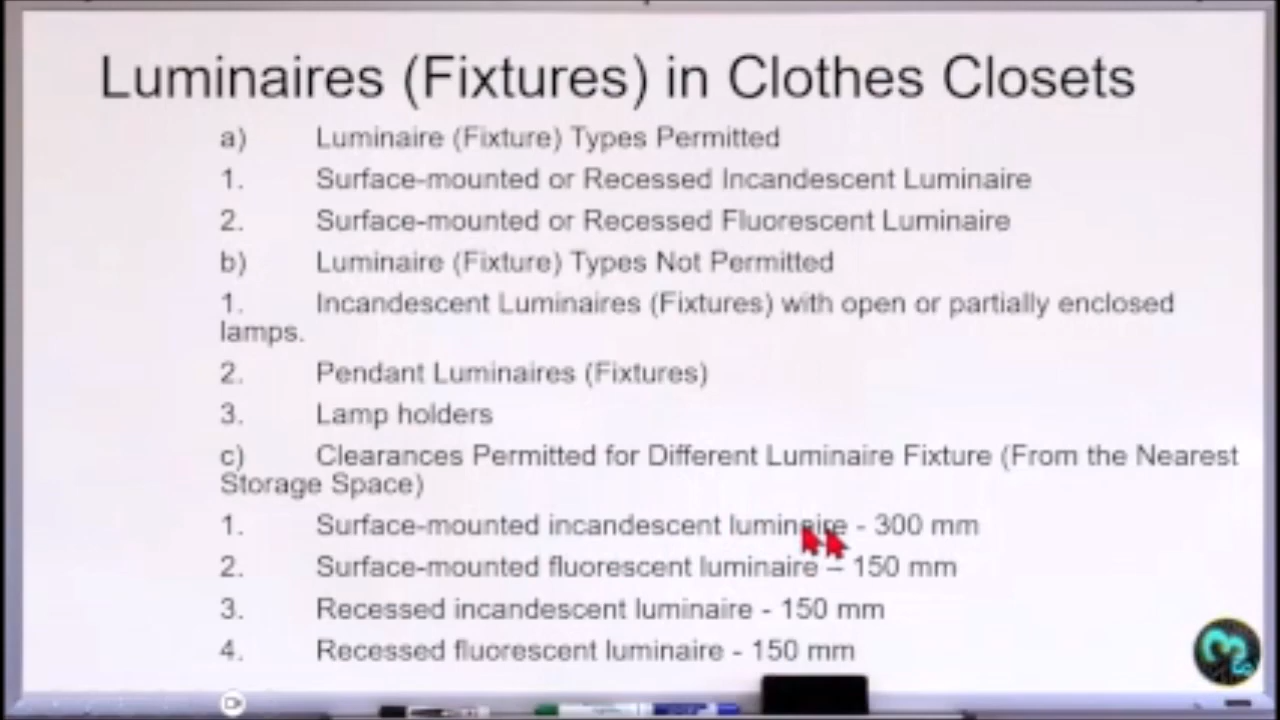 Luminaires (Fixtures) in Clothes Closets
a) Luminaire (Fixture) Types Permitted
1. Surface-mounted or Recessed Incandescent Luminaire
2. Surface-mounted or Recessed Fluorescent Luminaire
b) Luminaire (Fixture) Types Not Permitted
1. Incandescent Luminaires (Fixtures) with open or partially enclosed
lamps.
2. Pendant Luminaires (Fixtures)
3. Lamp holders
c) Clearances Permitted for Different Luminaire Fixture (From the Nearest
Storage Space)
1. Surface-mounted incandescent luminaire - 300 mm
2. Surface-mounted fluorescent luminaire – 150 mm
3. Recessed incandescent luminaire - 150 mm
4. Recessed fluorescent luminaire - 150 mm